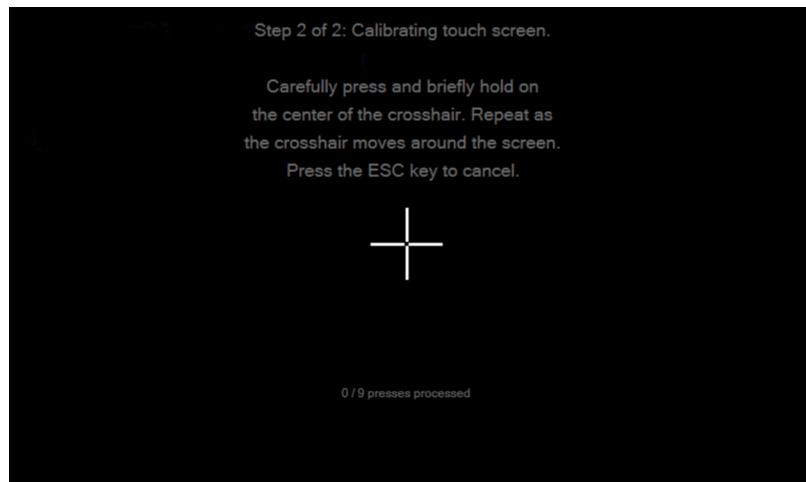 Step 2 of 2: Calibrating touch screen.
Carefully press and briefly hold on
the center of the crosshair. Repeat as
the crosshair moves around the screen.
Press the ESC key to cancel.
0 / 9 presses processed